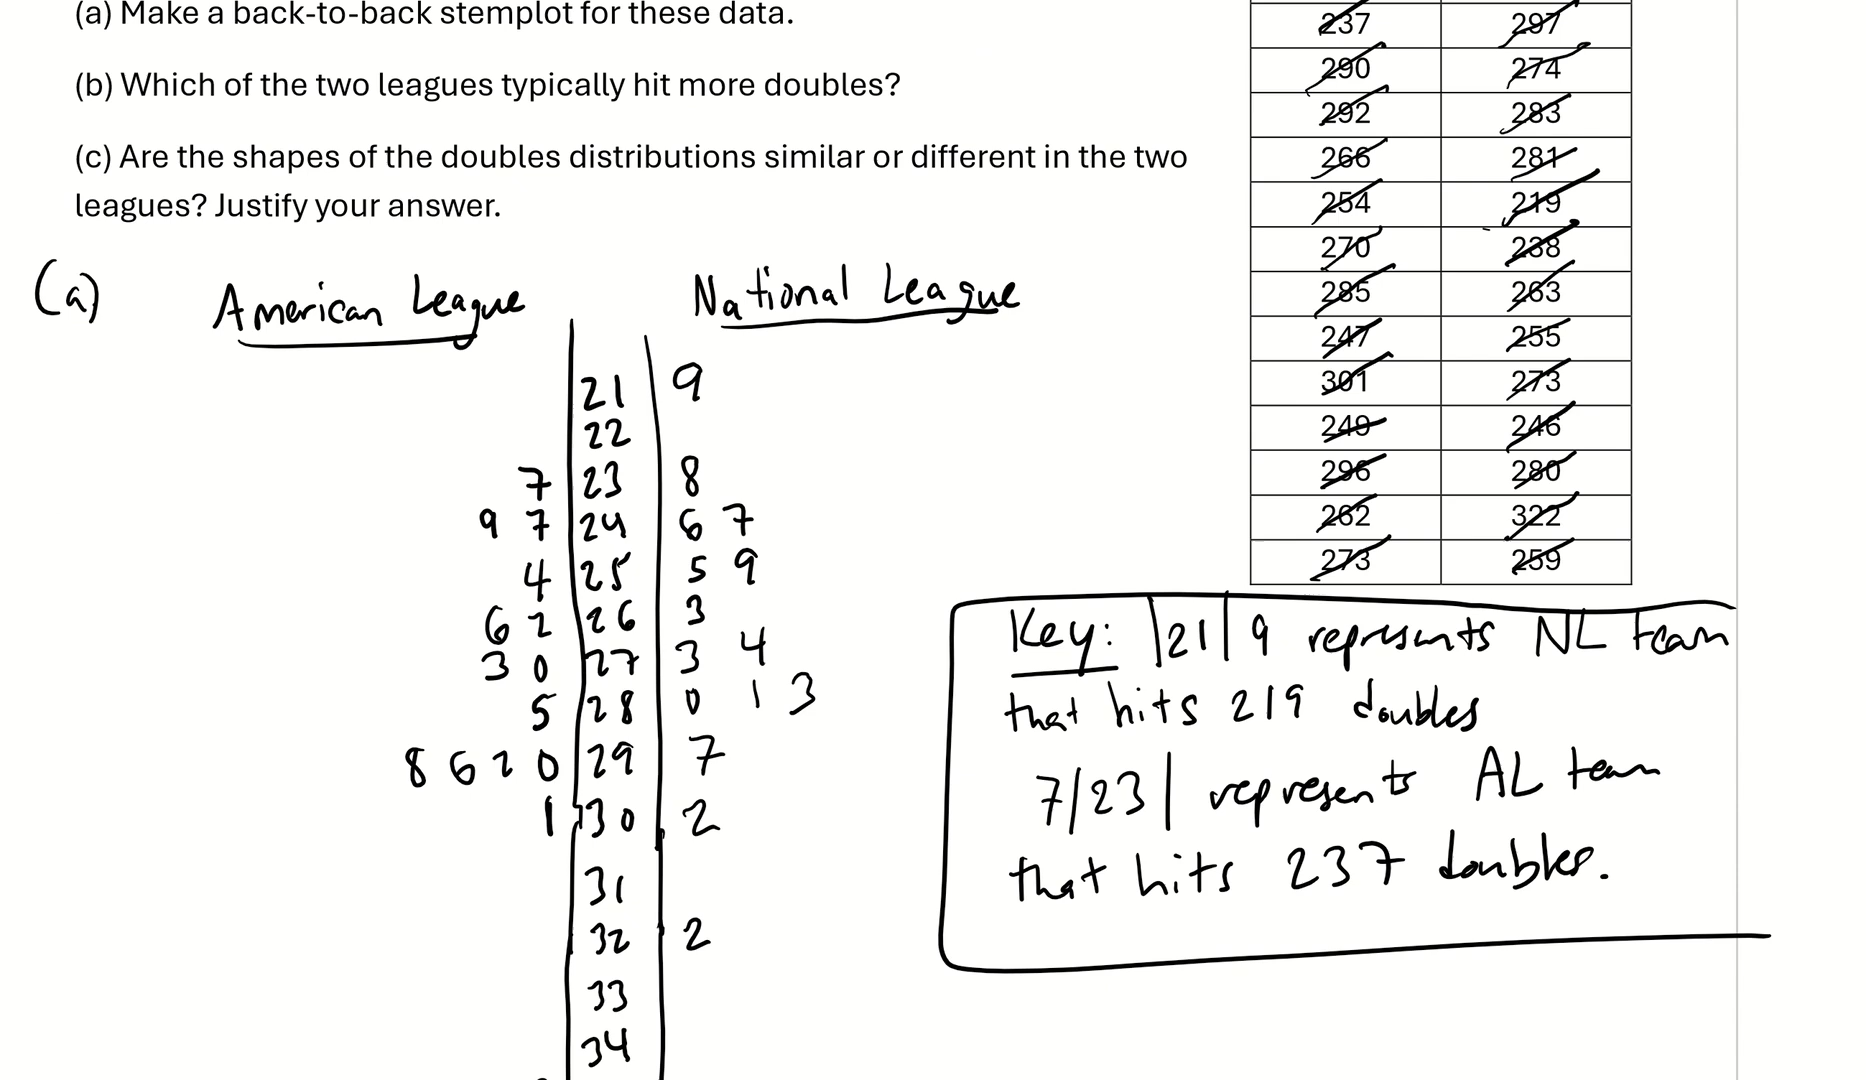 (a) Make a back-to-back stemplot for these data.
(b) Which of the two leagues typically hit more doubles?
(c) Are the shapes of the doubles distributions similar or different in the two
leagues? Justify your answer.
237 297
290 274
292 283
266 281
254 219
270 238
285 263
247 255
301 273
249 246
296 280
262 322
273 259
(a) American League National League
21 | 9
22
7 | 23 | 8
9 7 | 24 | 6 7
4 | 25 | 5 9
6 2 | 26 | 3
3 0 | 27 | 3 4
5 | 28 | 0 1 3
8 6 2 0 | 29 | 7
1 | 30 | 2
31
32 | 2
33
34
Key: |21| 9 represents NL team
that hits 219 doubles
7/23| represents AL team
that hits 237 doubles.